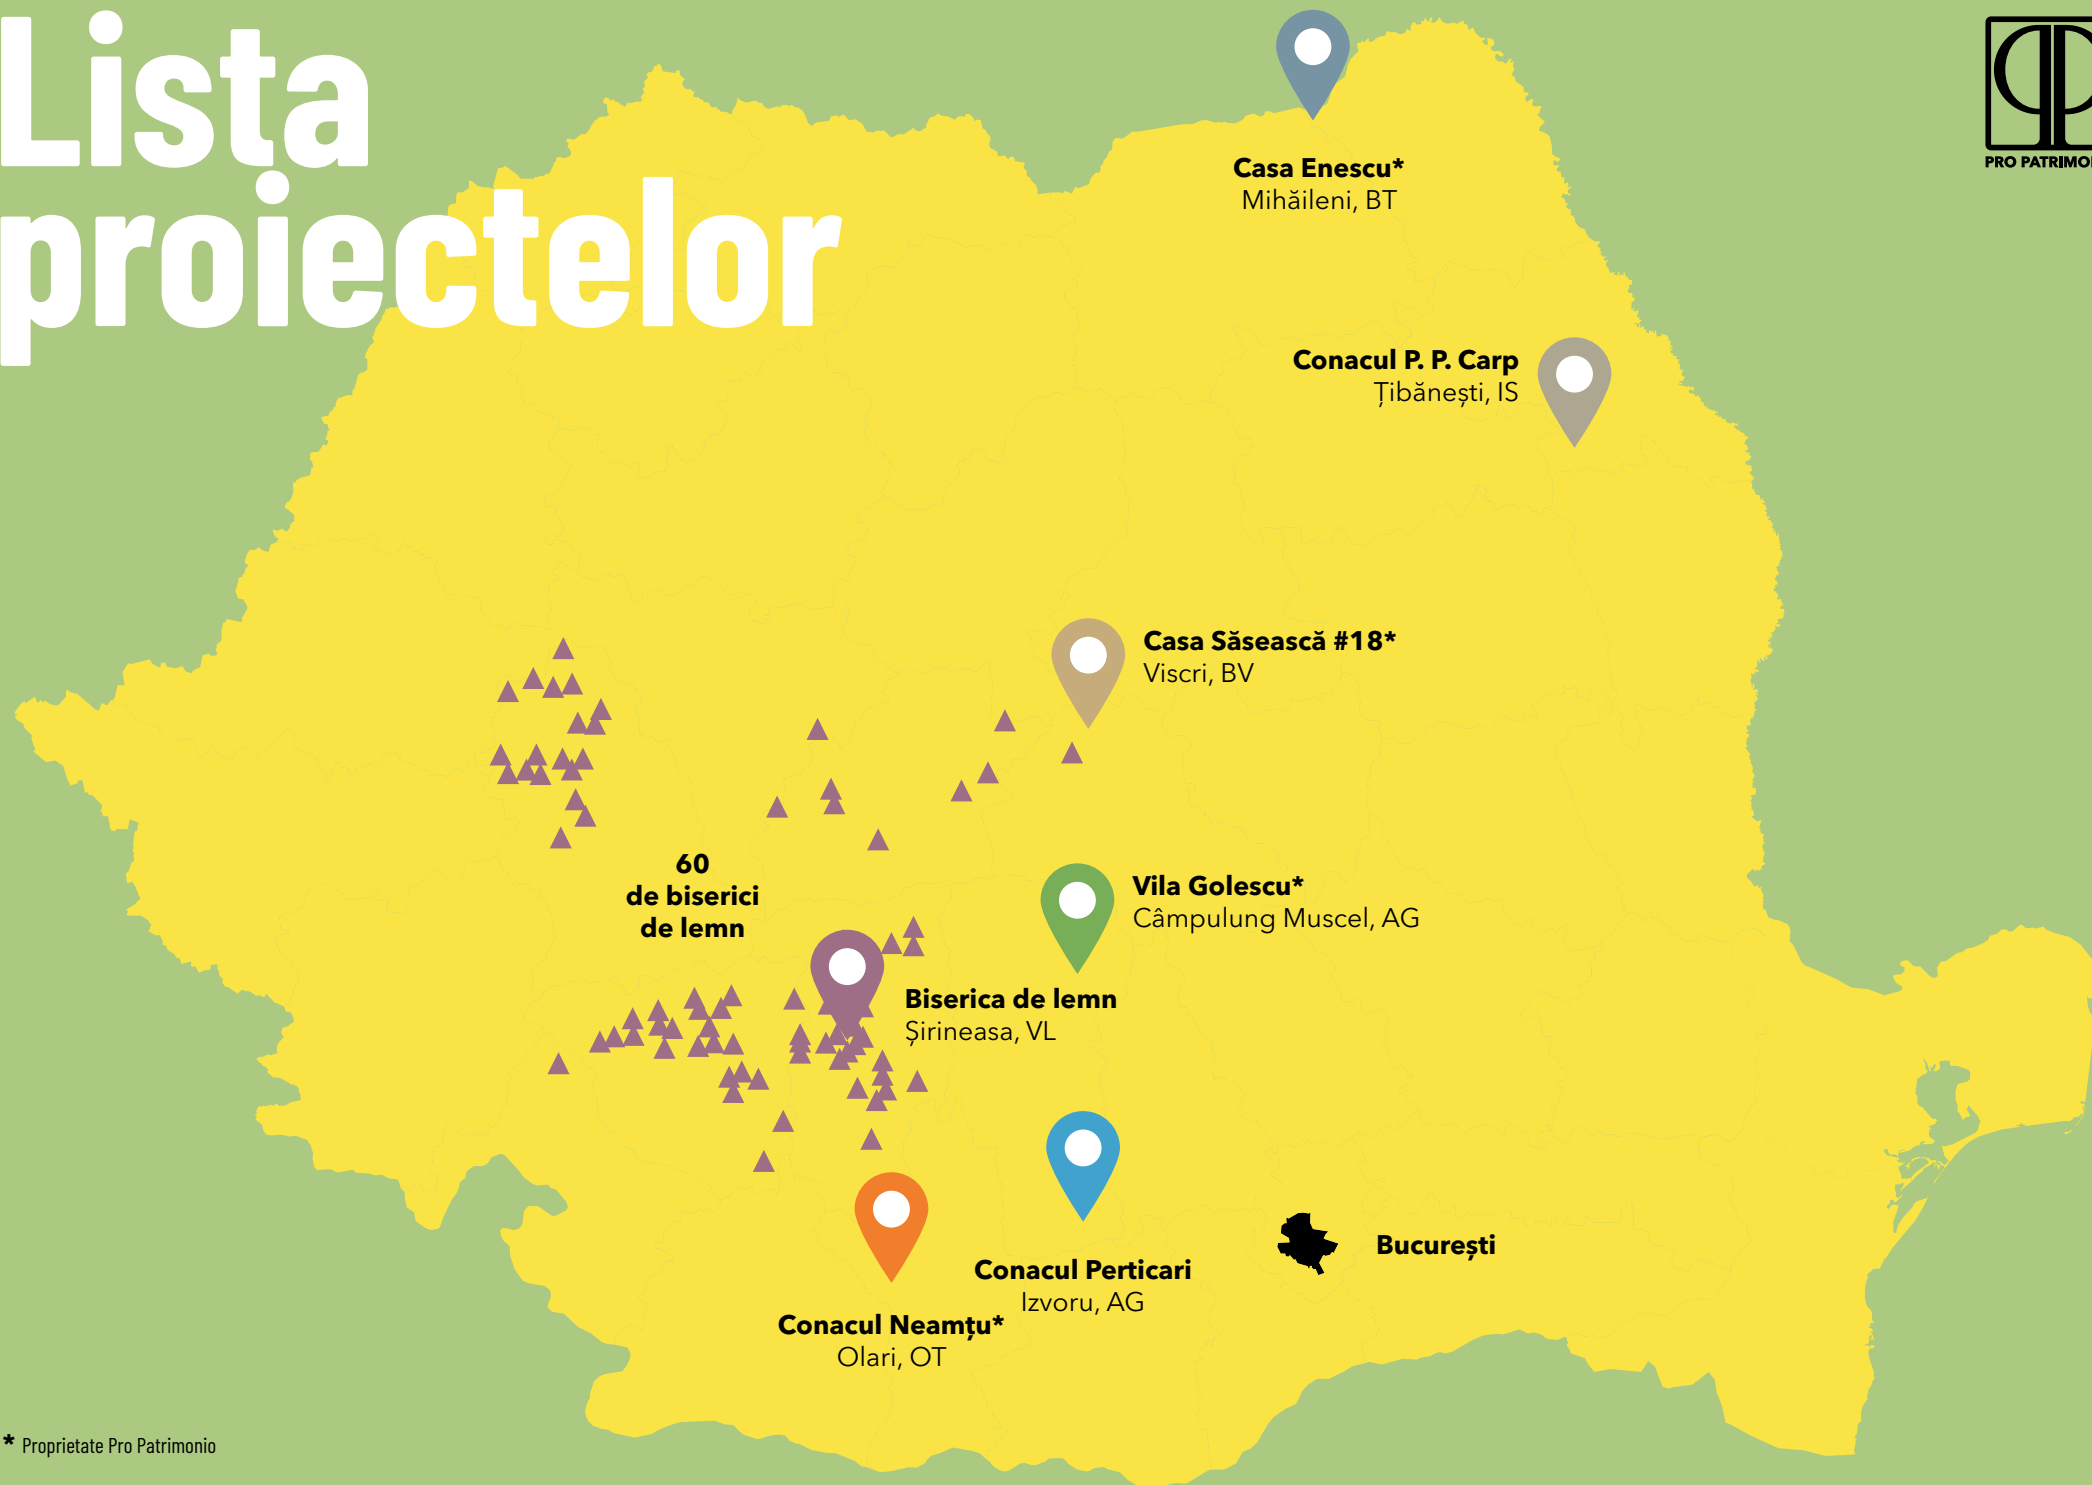 Lista
proiectelor
PRO PATRIMO
Casa Enescu*
Mihăileni, BT
Conacul P. P. Carp
Țibănești, IS
Casa Săsească #18*
Viscri, BV
60
de biserici
de lemn
Vila Golescu*
Câmpulung Muscel, AG
Biserica de lemn
Șirineasa, VL
București
Conacul Perticari
Izvoru, AG
Conacul Neamțu*
Olari, OT
* Proprietate Pro Patrimonio